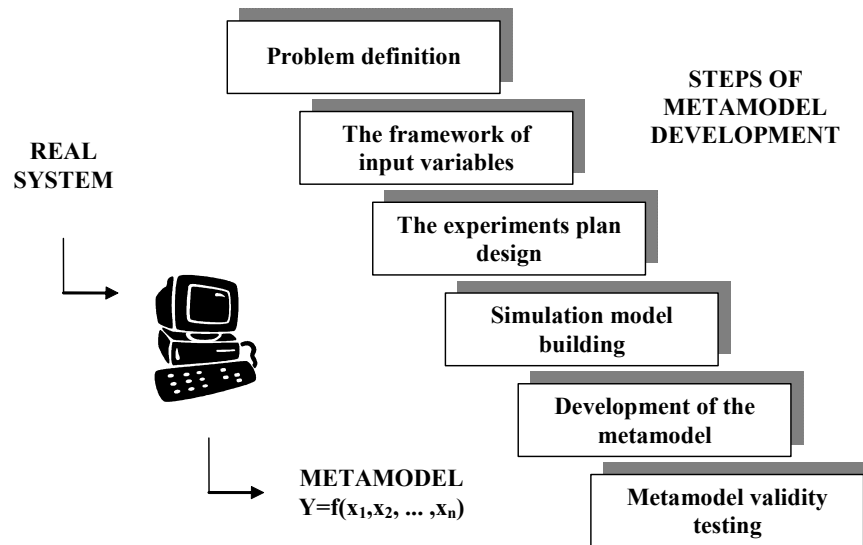 Problem definition
STEPS OF
METAMODEL
DEVELOPMENT
The framework of
input variables
REAL
SYSTEM
The experiments plan
design
Simulation model
building
Development of the
metamodel
METAMODEL
Y=f(x₁,x₂, ... ,xₙ)
Metamodel validity
testing